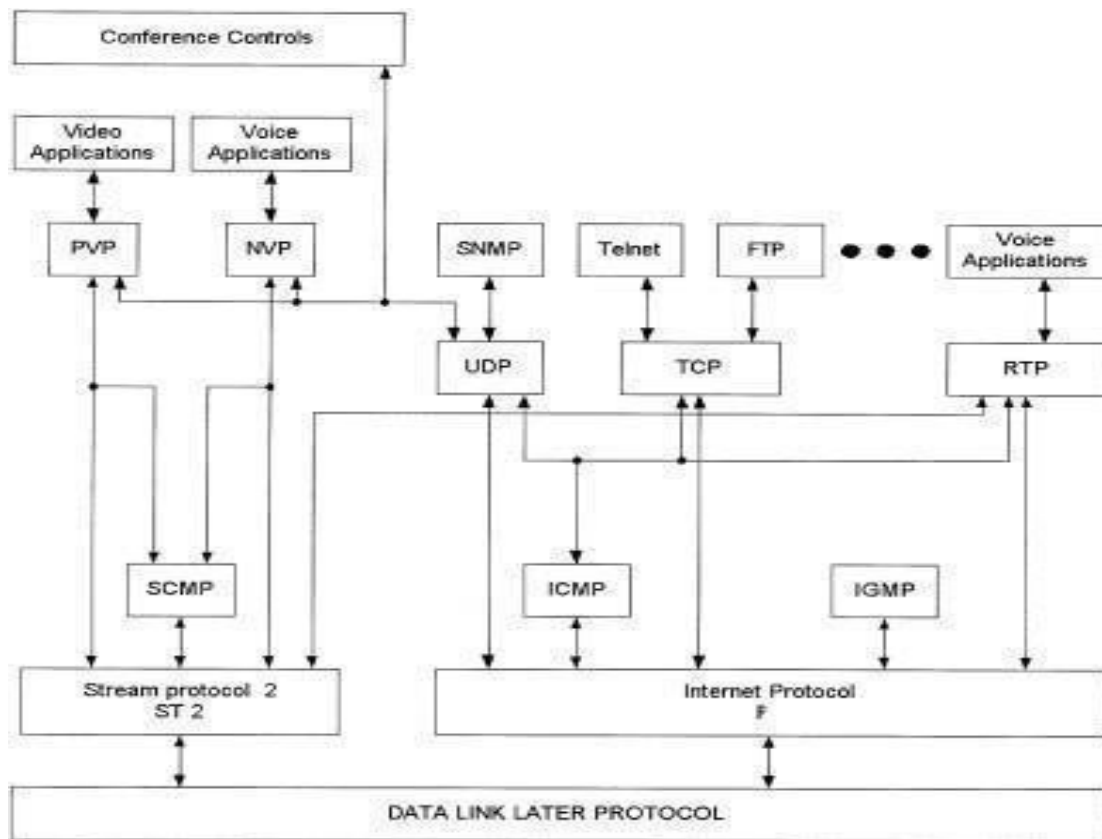 Conference Controls
Video
Applications
Voice
Applications
PVP
NVP
SNMP
Telnet
FTP
Voice
Applications
UDP
TCP
RTP
SCMP
ICMP
IGMP
Stream protocol 2
ST 2
Internet Protocol
DATA LINK LATER PROTOCOL